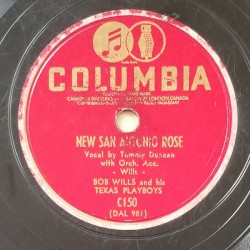 COLUMBIA
NEW SAN ANTONIO ROSE
Vocal by Tommy Duncan
with Orch. Acc.
- Wills -
BOB WILLS and his
TEXAS PLAYBOYS
C150
(DAL 981)